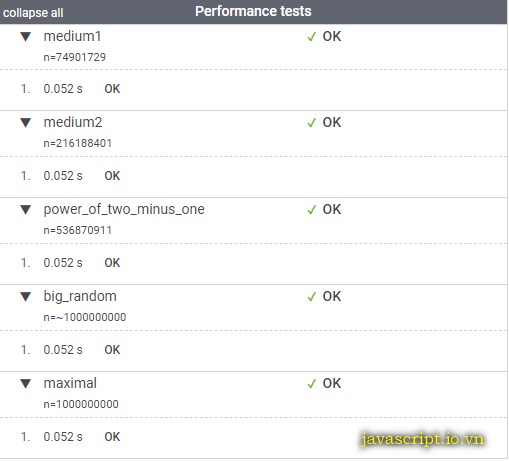 collapse all Performance tests
▼ medium1 ✓ OK
n=74901729
1. 0.052 s OK
▼ medium2 ✓ OK
n=216188401
1. 0.052 s OK
▼ power_of_two_minus_one ✓ OK
n=536870911
1. 0.052 s OK
▼ big_random ✓ OK
n=~1000000000
1. 0.052 s OK
▼ maximal ✓ OK
n=1000000000
1. 0.052 s OK
javascript.io.vn